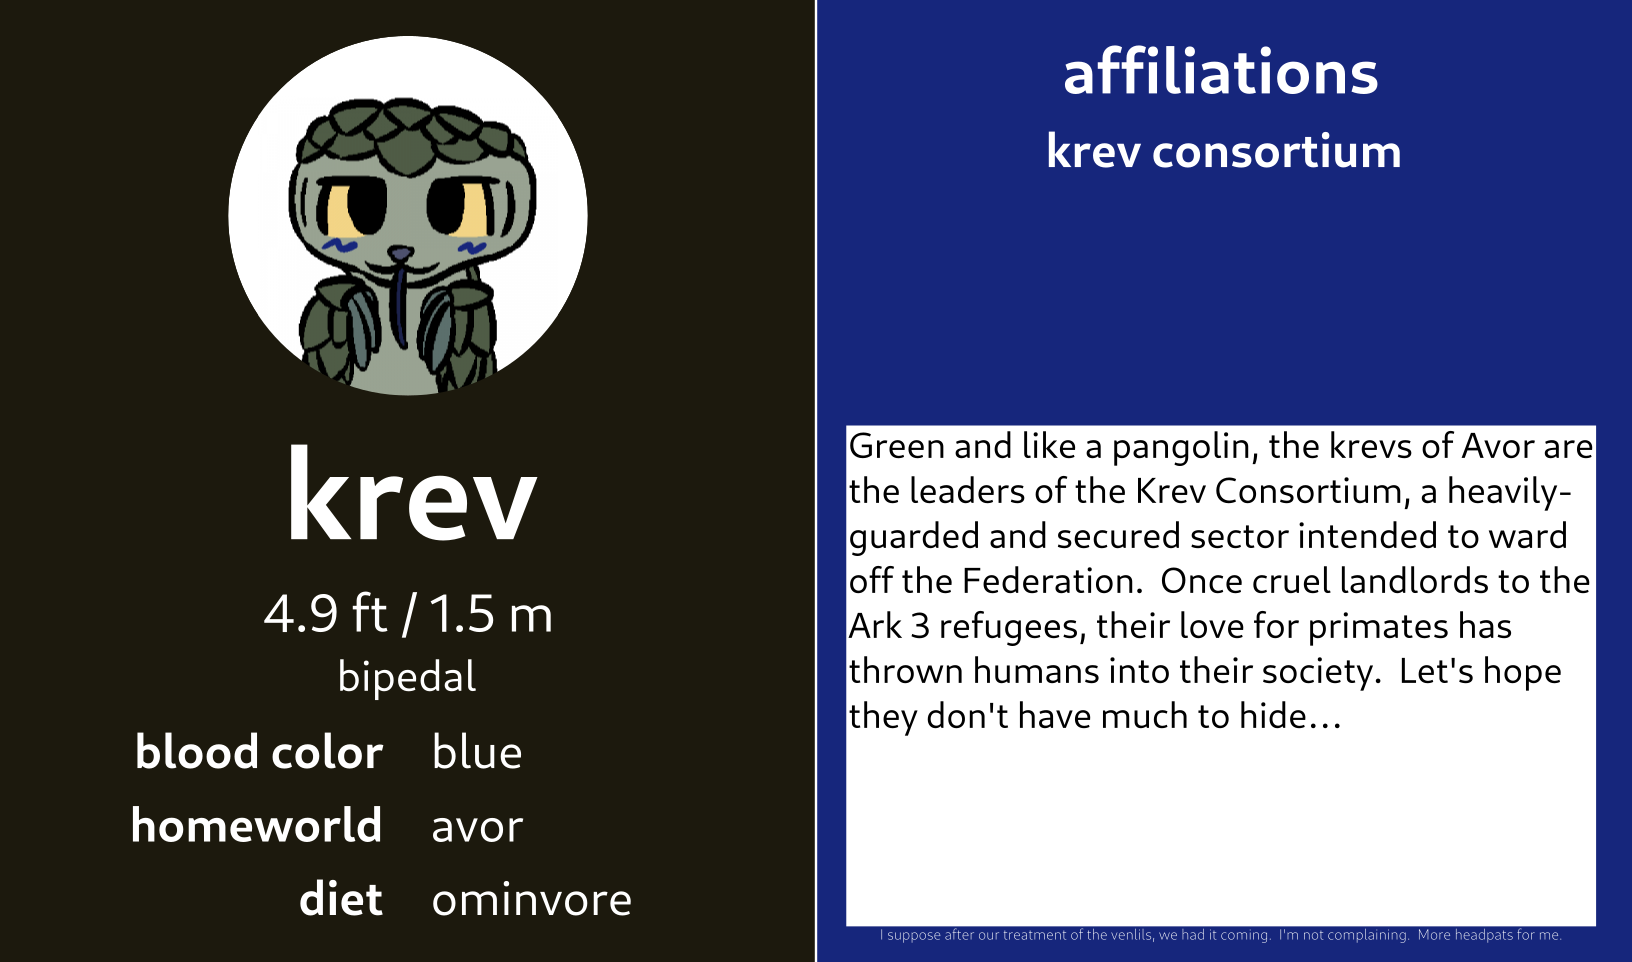 krev
4.9 ft / 1.5 m
bipedal
blood color blue
homeworld avor
diet ominvore
affiliations
krev consortium
Green and like a pangolin, the krevs of Avor are
the leaders of the Krev Consortium, a heavily-
guarded and secured sector intended to ward
off the Federation.  Once cruel landlords to the
Ark 3 refugees, their love for primates has
thrown humans into their society.  Let's hope
they don't have much to hide...
I suppose after our treatment of the venlils, we had it coming.  I'm not complaining.  More headpats for me.